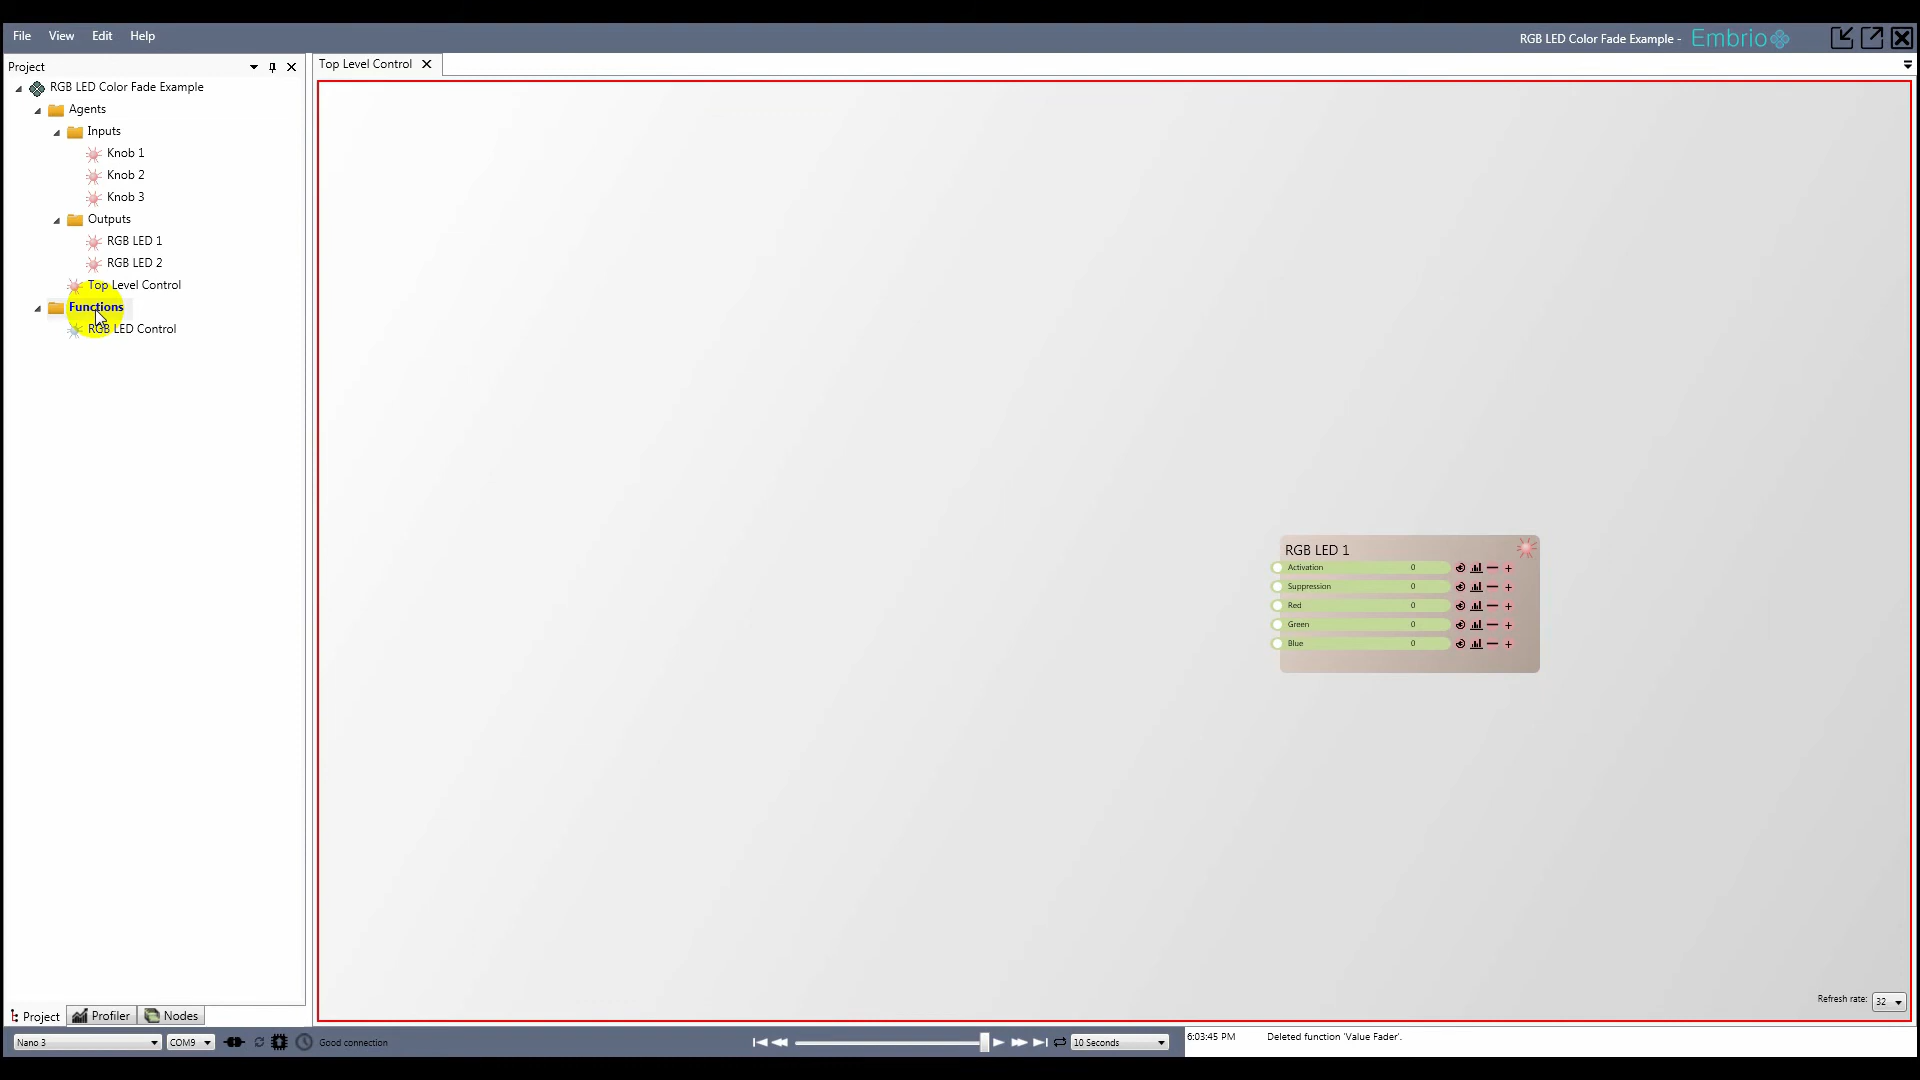 File View Edit Help
RGB LED Color Fade Example - Embrio
Project
Top Level Control
RGB LED Color Fade Example
Agents
Inputs
Knob 1
Knob 2
Knob 3
Outputs
RGB LED 1
RGB LED 2
Top Level Control
Functions
RGB LED Control
RGB LED 1
Activation 0
Suppression 0
Red 0
Green 0
Blue 0
Refresh rate: 32
Project Profiler Nodes
Nano 3 COM9 Good connection 10 Seconds 6:03:45 PM Deleted function 'Value Fader'.